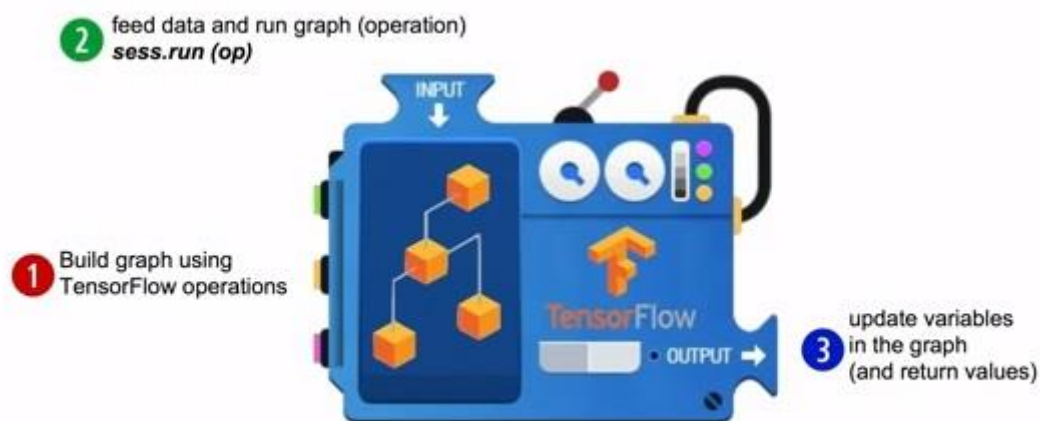 2
feed data and run graph (operation)
sess.run (op)
INPUT
1
Build graph using
TensorFlow operations
TensorFlow
OUTPUT
3
update variables
in the graph
(and return values)